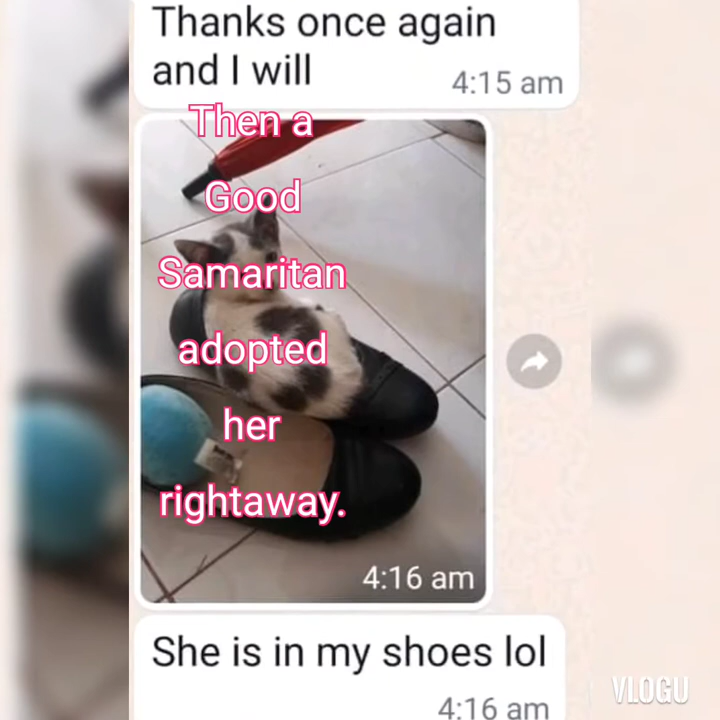 Thanks once again
and I will
4:15 am
Then a
Good
Samaritan
adopted
her
rightaway.
4:16 am
She is in my shoes lol
4:16 am
VLOGU